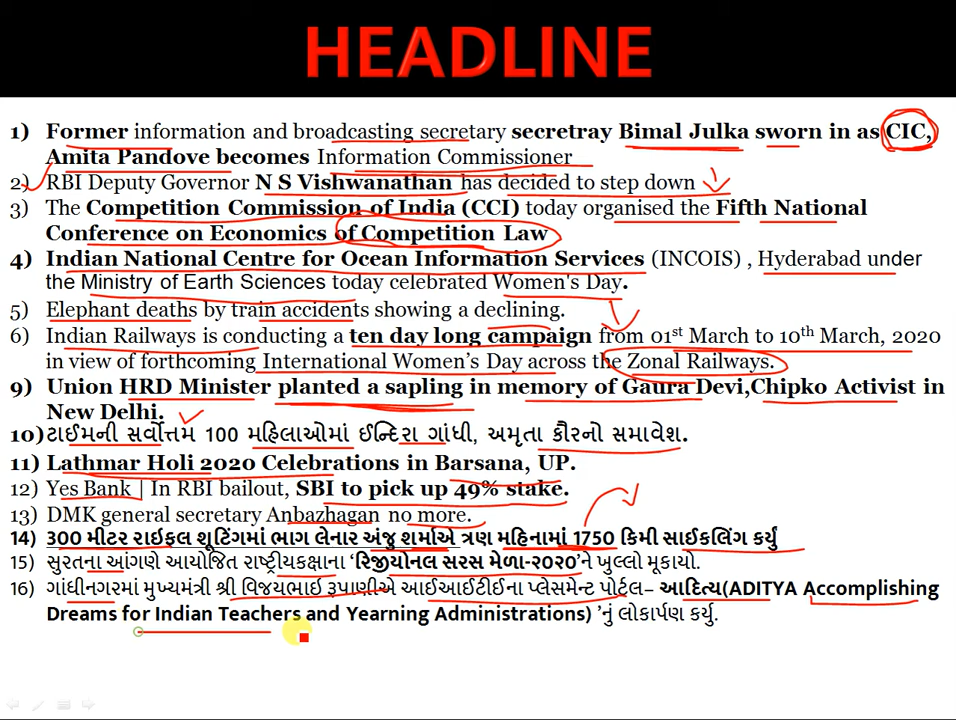 HEADLINE
1) Former information and broadcasting secretary secretray Bimal Julka sworn in as CIC,
Amita Pandove becomes Information Commissioner
2) RBI Deputy Governor N S Vishwanathan has decided to step down
3) The Competition Commission of India (CCI) today organised the Fifth National
Conference on Economics of Competition Law
4) Indian National Centre for Ocean Information Services (INCOIS) , Hyderabad under
the Ministry of Earth Sciences today celebrated Women's Day.
5) Elephant deaths by train accidents showing a declining.
6) Indian Railways is conducting a ten day long campaign from 01st March to 10th March, 2020
in view of forthcoming International Women’s Day across the Zonal Railways.
9) Union HRD Minister planted a sapling in memory of Gaura Devi,Chipko Activist in
New Delhi.
10) ટાઈમની સર્વોત્તમ 100 મહિલાઓમાં ઈન્દિરા ગાંધી, અમૃતા કૌરનો સમાવેશ.
11) Lathmar Holi 2020 Celebrations in Barsana, UP.
12) Yes Bank | In RBI bailout, SBI to pick up 49% stake.
13) DMK general secretary Anbazhagan no more.
14) 300 મીટર રાઇફલ શૂટિંગમાં ભાગ લેનાર અંજુ શર્માએ ત્રણ મહિનામાં 1750 કિમી સાઈકલિંગ કર્યું
15) સુરતના આંગણે આયોજિત રાષ્ટ્રીયકક્ષાના ‘રિજીયોનલ સરસ મેળા-૨૦૨૦’ને ખુલ્લો મૂકાયો.
16) ગાંધીનગરમાં મુખ્યમંત્રી શ્રી વિજયભાઇ રૂપાણીએ આઈઆઈટીઈના પ્લેસમેન્ટ પોર્ટલ– આદિત્ય(ADITYA Accomplishing
Dreams for Indian Teachers and Yearning Administrations) ’નું લોકાર્પણ કર્યુ.